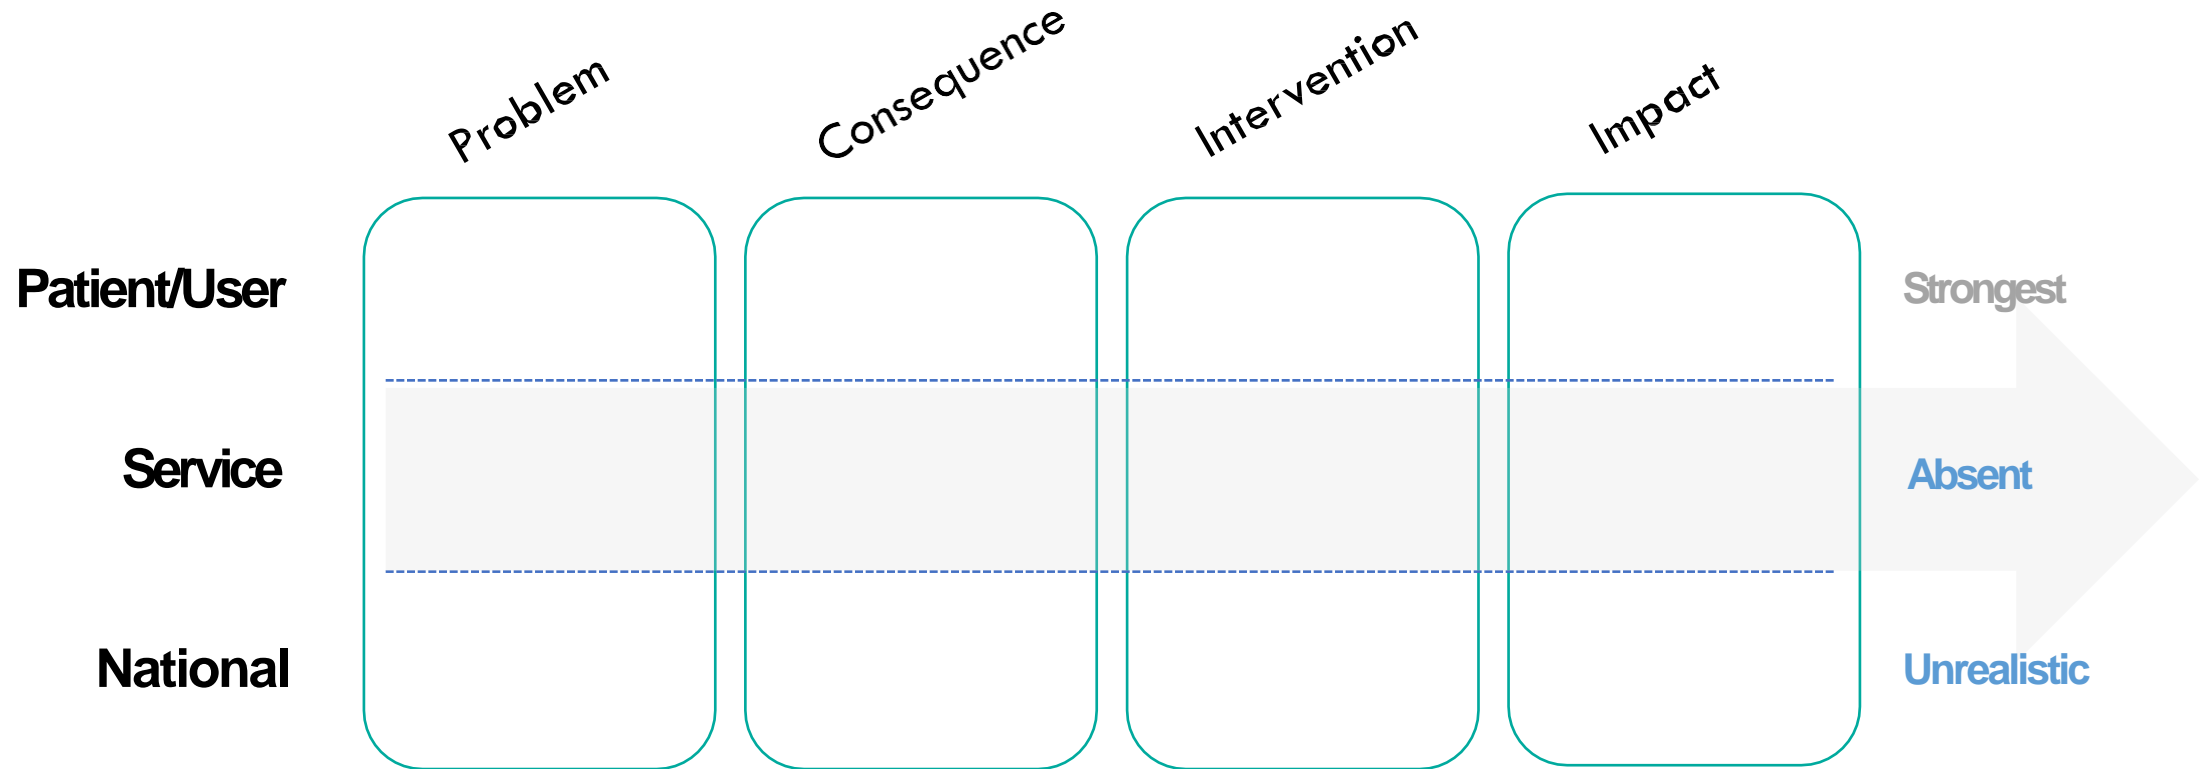 Problem
Consequence
Intervention
Impact
Patient/User
Strongest
Service
Absent
National
Unrealistic